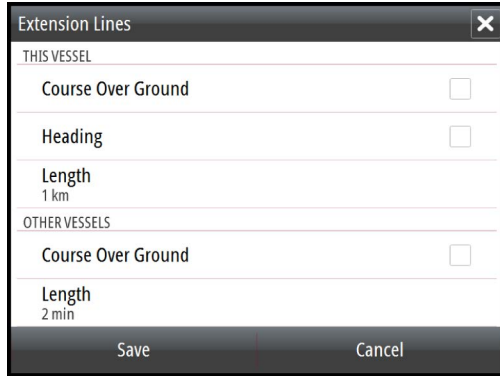 Extension Lines
THIS VESSEL
Course Over Ground
Heading
Length
1 km
OTHER VESSELS
Course Over Ground
Length
2 min
Save
Cancel